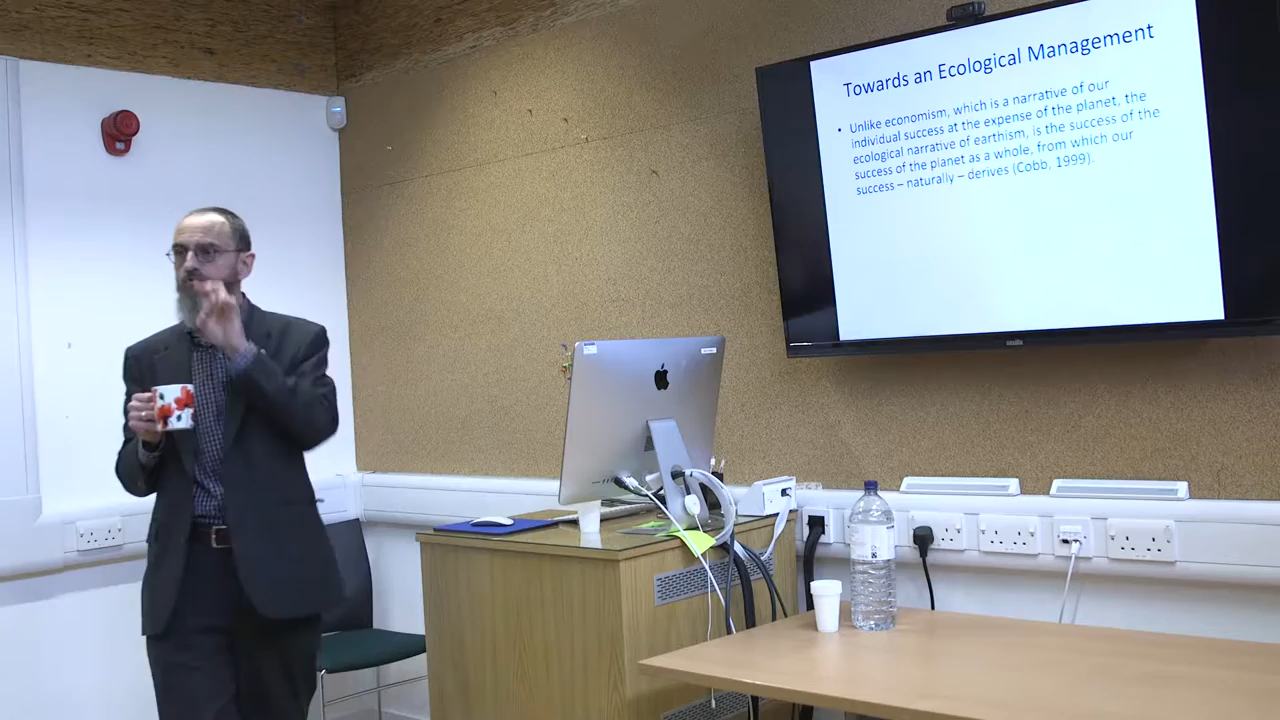 Towards an Ecological Management
• Unlike economism, which is a narrative of our
individual success at the expense of the planet, the
ecological narrative of earthism, is the success of the
success of the planet as a whole, from which our
success – naturally – derives (Cobb, 1999).